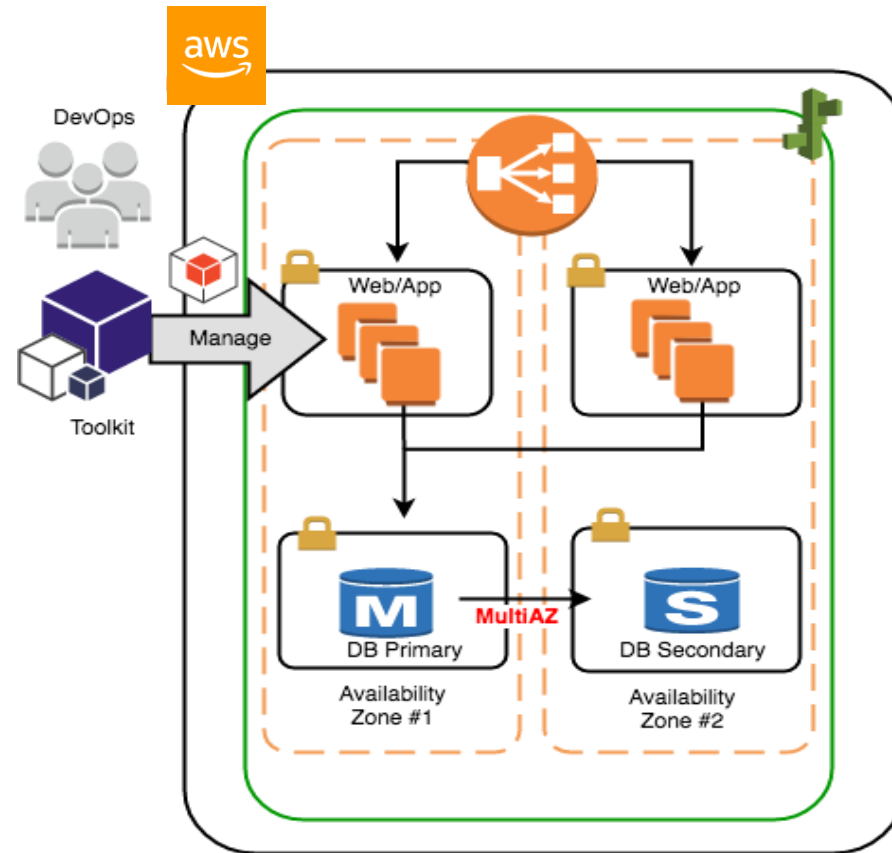 aws
DevOps
Web/App
Web/App
Manage
Toolkit
M
S
MultiAZ
DB Primary
DB Secondary
Availability
Zone #1
Availability
Zone #2